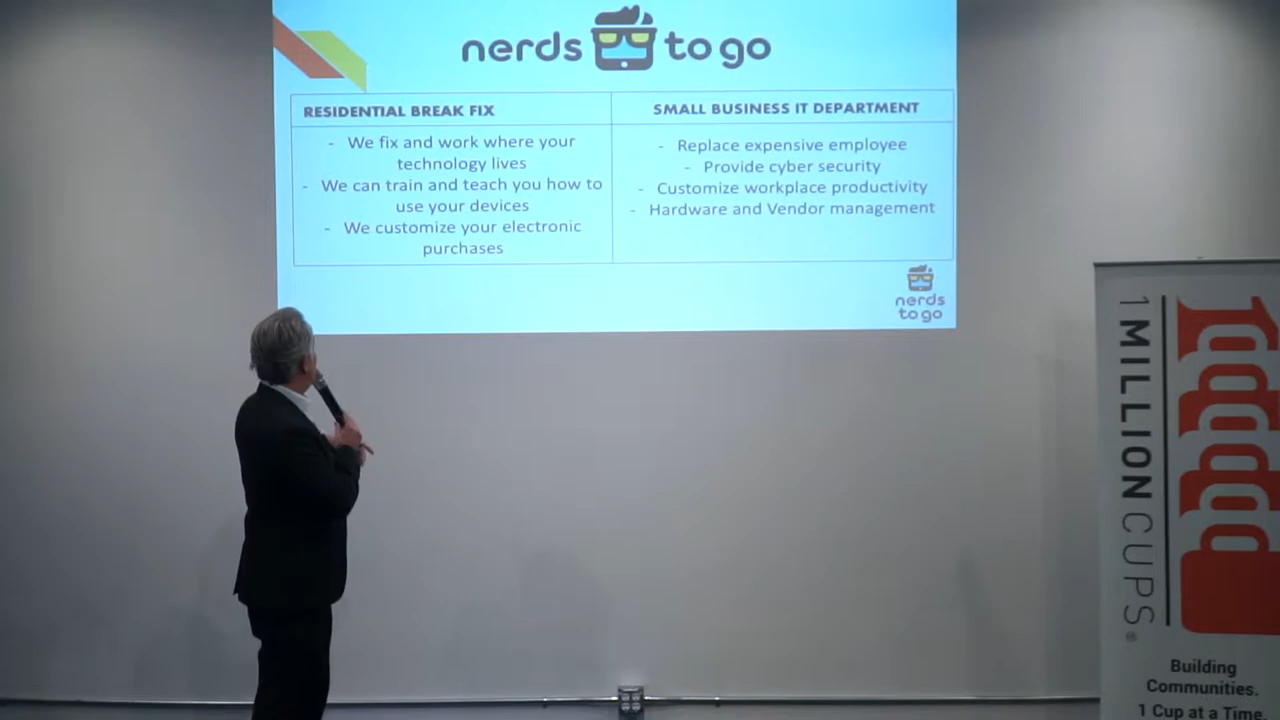 nerds to go
RESIDENTIAL BREAK FIX
- We fix and work where your
technology lives
- We can train and teach you how to
use your devices
- We customize your electronic
purchases
SMALL BUSINESS IT DEPARTMENT
- Replace expensive employee
- Provide cyber security
- Customize workplace productivity
- Hardware and Vendor management
nerds
to go
1 MILLION CUPS®
Building
Communities.
1 Cup at a Time